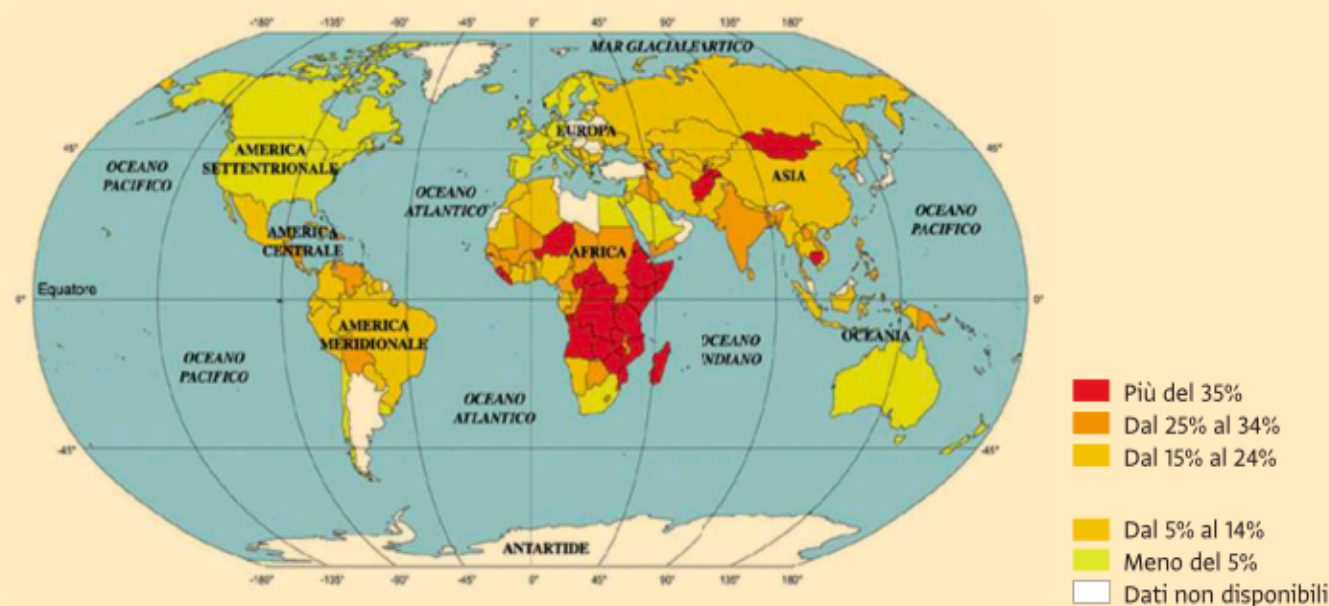 -180° -135° -90° -45° 0° 45° 90° 135° 180°
MAR GLACIALE ARTICO
EUROPA
45°
45°
AMERICA
SETTENTRIONALE
OCEANO
PACIFICO
ASIA
OCEANO
ATLANTICO
OCEANO
PACIFICO
AMERICA
CENTRALE
AFRICA
Equatore
0°
0°
AMERICA
MERIDIONALE
OCEANIA
OCEANO
INDIANO
OCEANO
PACIFICO
OCEANO
ATLANTICO
-45°
-45°
ANTARTIDE
-180° -135° -90° -45° 0° 45° 90° 135° 180°
Più del 35%
Dal 25% al 34%
Dal 15% al 24%
Dal 5% al 14%
Meno del 5%
Dati non disponibili